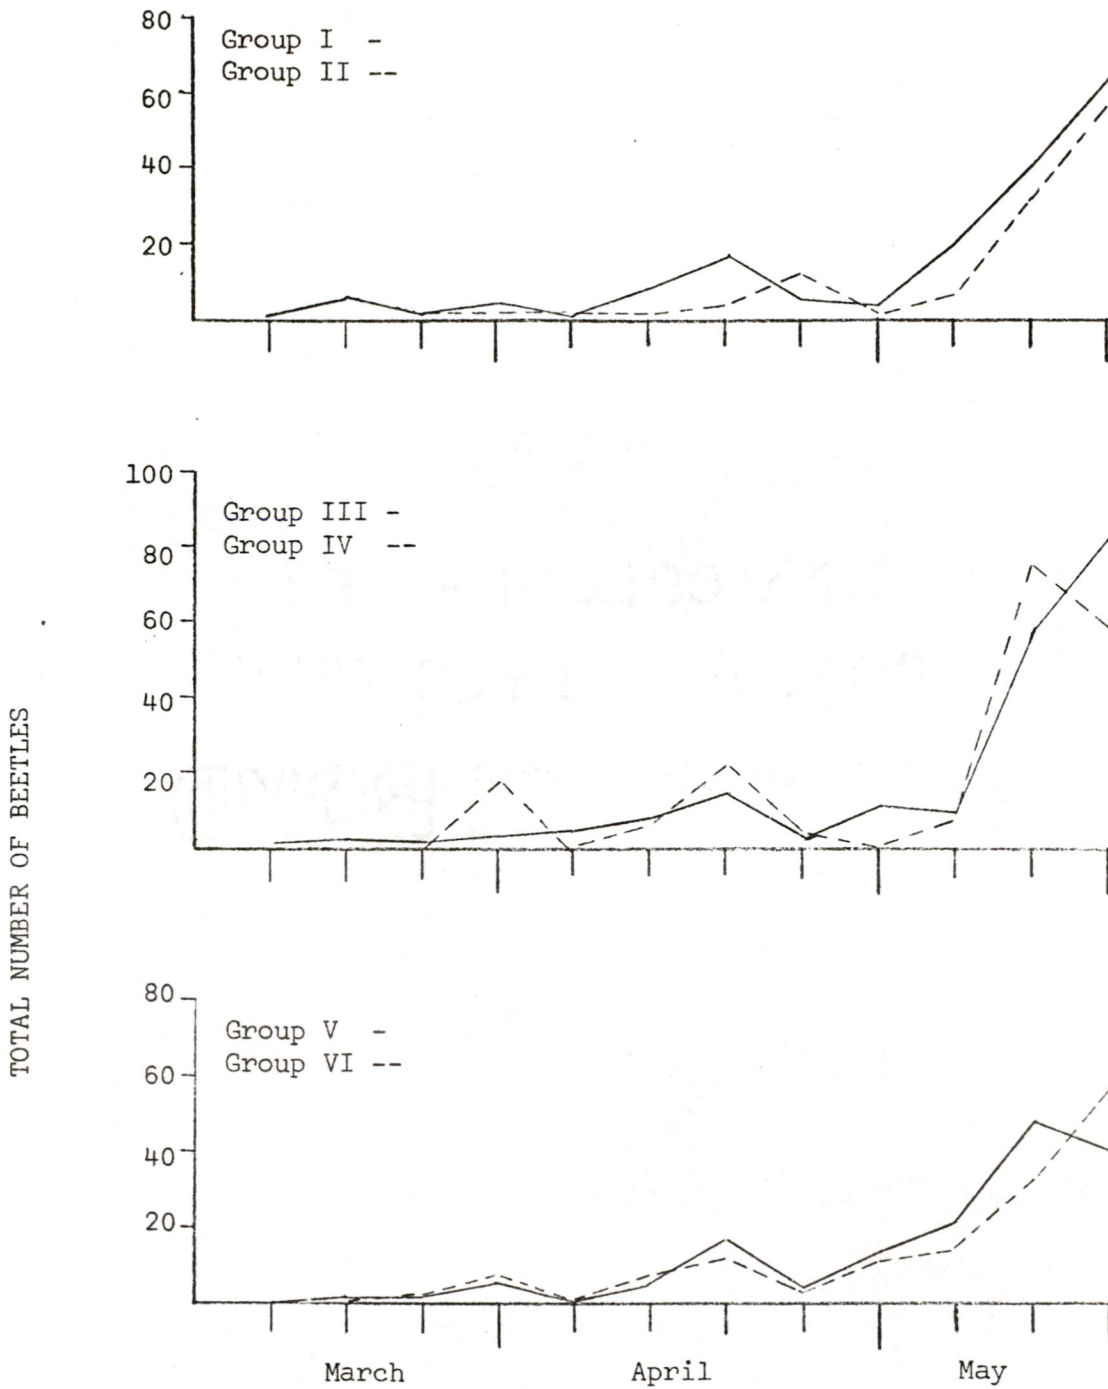 80
Group I -
Group II --
60
40
20
100
Group III -
Group IV --
80
60
40
20
TOTAL NUMBER OF BEETLES
80
Group V -
Group VI --
60
40
20
March April May